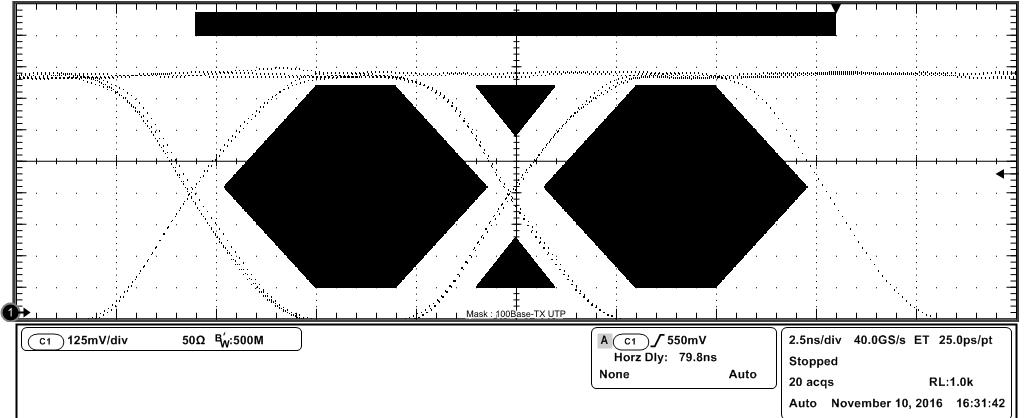 1
Mask : 100Base-TX UTP
C1 125mV/div 50Ω B'W:500M
A C1 550mV
Horz Dly: 79.8ns
None Auto
2.5ns/div 40.0GS/s ET 25.0ps/pt
Stopped
20 acqs RL:1.0k
Auto November 10, 2016 16:31:42